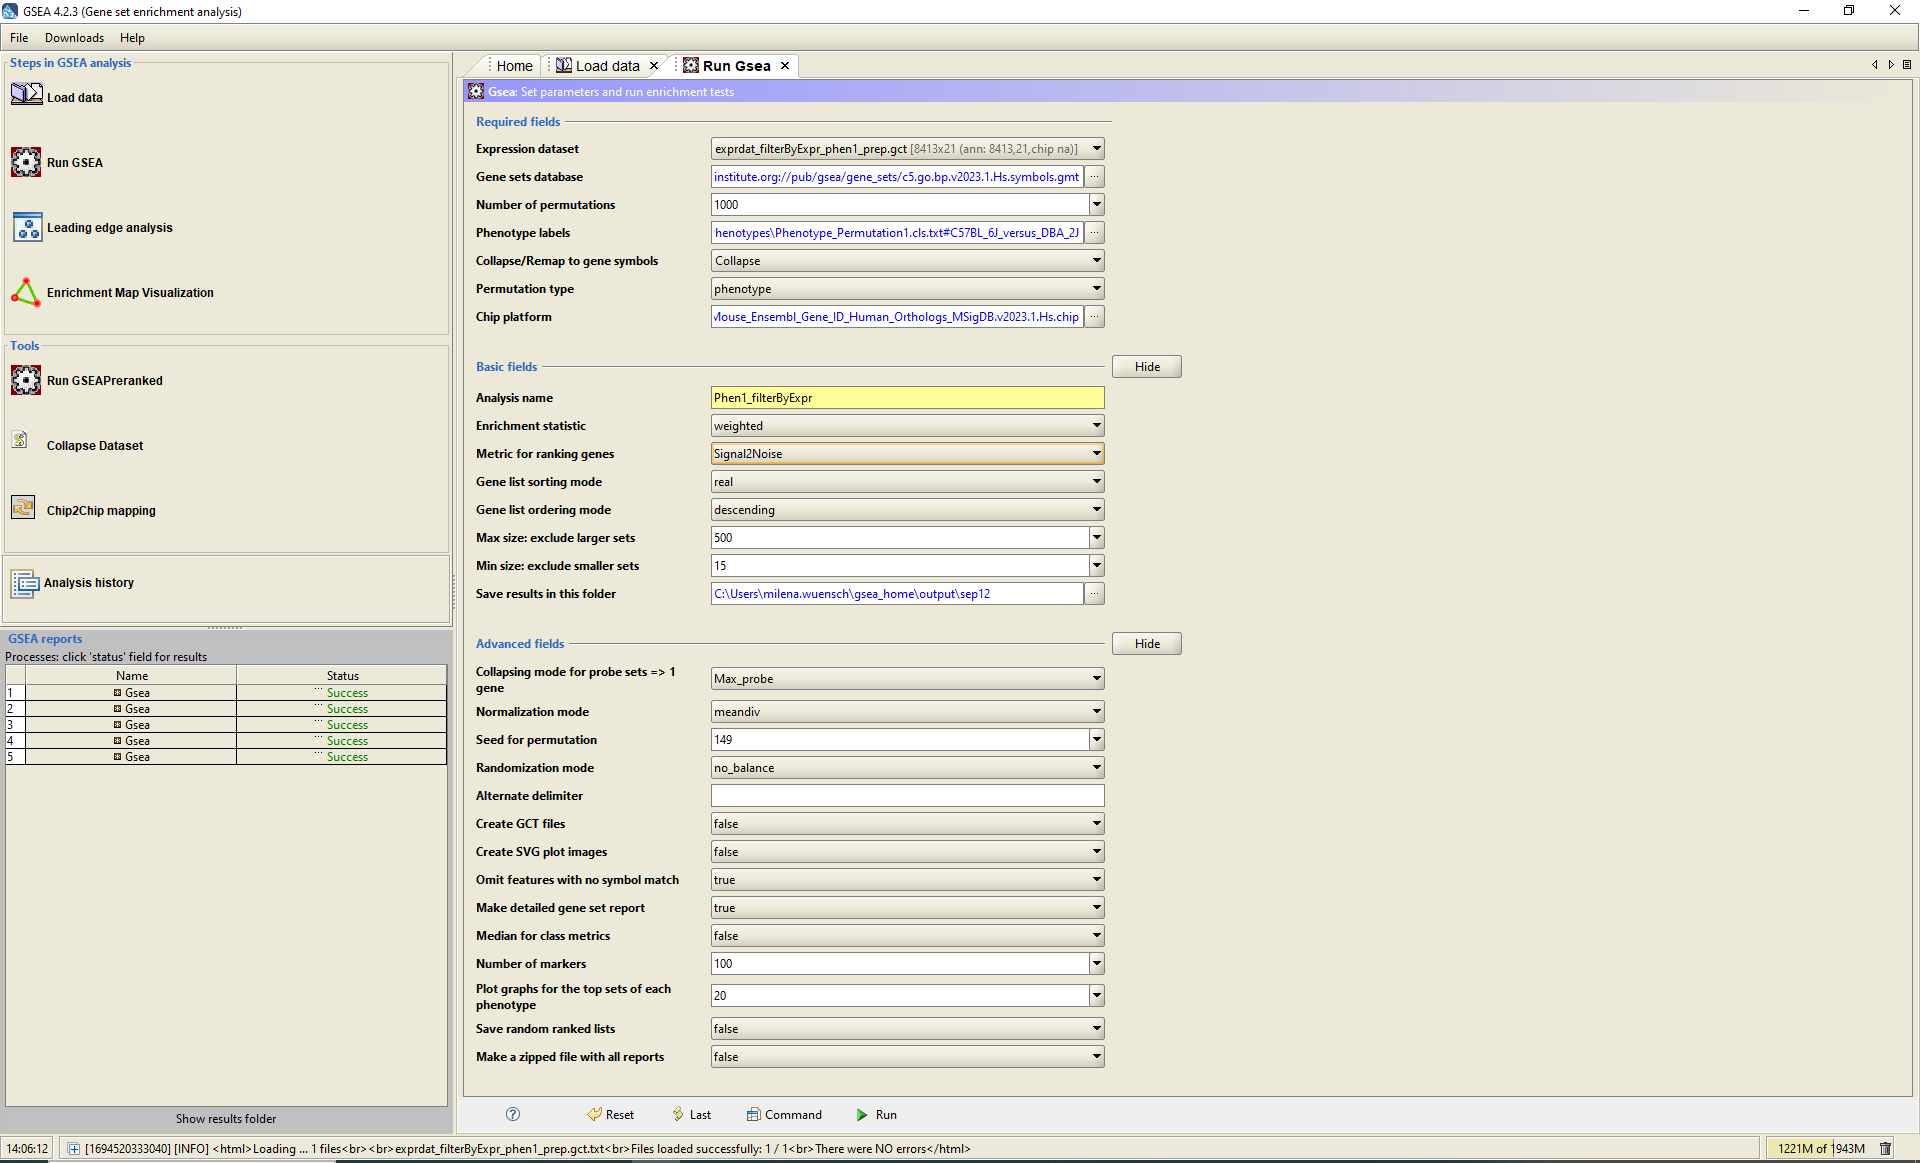 GSEA 4.2.3 (Gene set enrichment analysis)
File Downloads Help
Steps in GSEA analysis
Load data
Run GSEA
Leading edge analysis
Enrichment Map Visualization
Tools
Run GSEAPreranked
Collapse Dataset
Chip2Chip mapping
Analysis history
GSEA reports
Processes: click 'status' field for results
Name Status
1 Gsea ... Success
2 Gsea ... Success
3 Gsea ... Success
4 Gsea ... Success
5 Gsea ... Success
Show results folder
Home Load data Run Gsea
Gsea: Set parameters and run enrichment tests
Required fields
Expression dataset exprdat_filterByExpr_phen1_prep.gct [8413x21 (ann: 8413,21,chip na)]
Gene sets database institute.org://pub/gsea/gene_sets/c5.go.bp.v2023.1.Hs.symbols.gmt ...
Number of permutations 1000
Phenotype labels henotypes\Phenotype_Permutation1.cls.txt#C57BL_6J_versus_DBA_2J ...
Collapse/Remap to gene symbols Collapse
Permutation type phenotype
Chip platform Mouse_Ensembl_Gene_ID_Human_Orthologs_MSigDB.v2023.1.Hs.chip ...
Basic fields Hide
Analysis name Phen1_filterByExpr
Enrichment statistic weighted
Metric for ranking genes Signal2Noise
Gene list sorting mode real
Gene list ordering mode descending
Max size: exclude larger sets 500
Min size: exclude smaller sets 15
Save results in this folder C:\Users\milena.wuensch\gsea_home\output\sep12 ...
Advanced fields Hide
Collapsing mode for probe sets => 1
gene Max_probe
Normalization mode meandiv
Seed for permutation 149
Randomization mode no_balance
Alternate delimiter
Create GCT files false
Create SVG plot images false
Omit features with no symbol match true
Make detailed gene set report true
Median for class metrics false
Number of markers 100
Plot graphs for the top sets of each
phenotype 20
Save random ranked lists false
Make a zipped file with all reports false
? Reset Last Command Run
14:06:12 [1694520333040] [INFO] <html>Loading ... 1 files<br><br>exprdat_filterByExpr_phen1_prep.gct.txt<br>Files loaded successfully: 1 / 1<br>There were NO errors</html> 1221M of 1943M